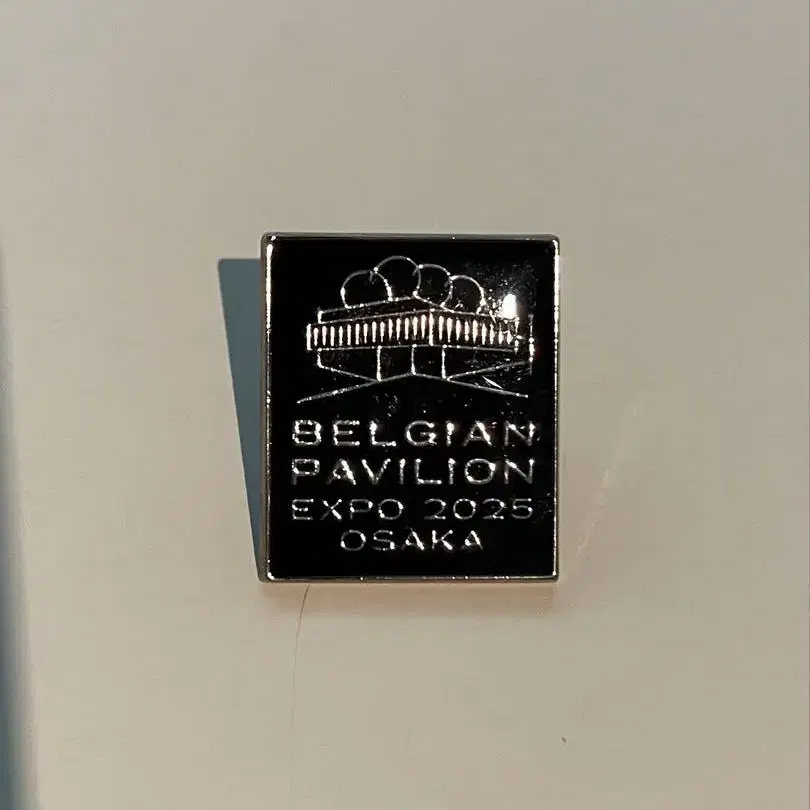 BELGIAN
PAVILION
EXPO 2025
OSAKA